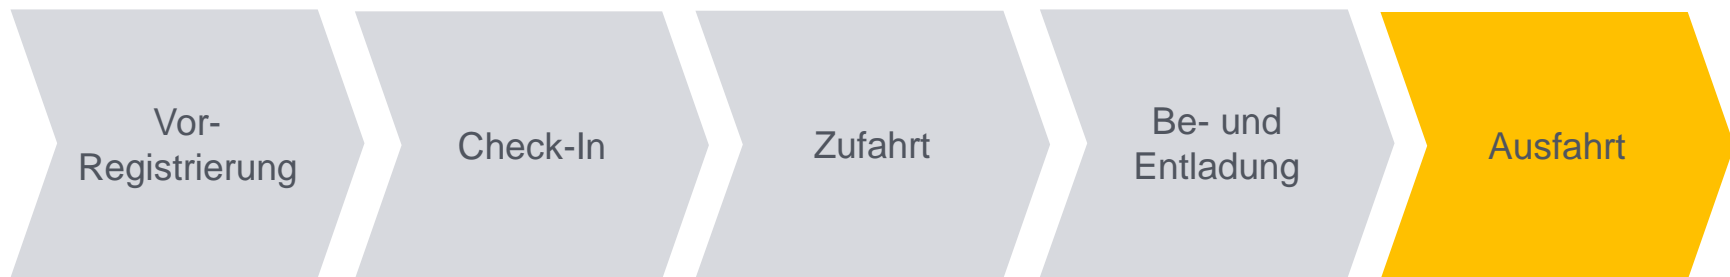 Vor-
Registrierung
Check-In
Zufahrt
Be- und
Entladung
Ausfahrt